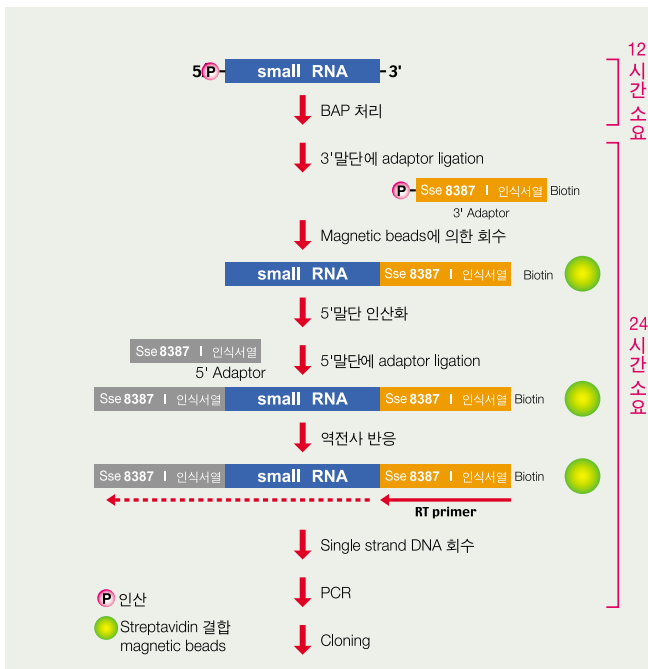 5' P small RNA 3'
BAP 처리
12시간 소요
3'말단에 adaptor ligation
P Sse 8387 I 인식서열 Biotin
3' Adaptor
Magnetic beads에 의한 회수
small RNA Sse 8387 I 인식서열 Biotin
5'말단 인산화
Sse 8387 I 인식서열
5' Adaptor
5'말단에 adaptor ligation
Sse 8387 I 인식서열 small RNA Sse 8387 I 인식서열 Biotin
24시간 소요
역전사 반응
Sse 8387 I 인식서열 small RNA Sse 8387 I 인식서열 Biotin
RT primer
Single strand DNA 회수
PCR
Cloning
P 인산
Streptavidin 결합
magnetic beads